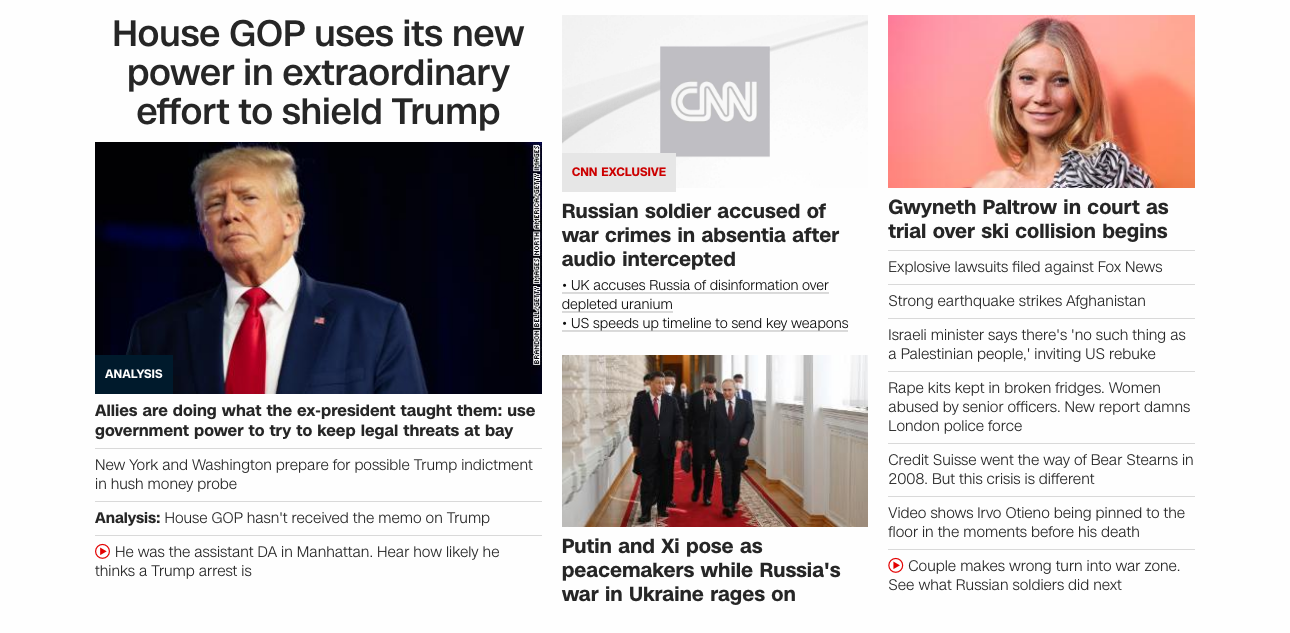 House GOP uses its new
power in extraordinary
effort to shield Trump
BRANDON BELL/GETTY IMAGES NORTH AMERICA/GETTY IMAGES
ANALYSIS
Allies are doing what the ex-president taught them: use
government power to try to keep legal threats at bay
New York and Washington prepare for possible Trump indictment
in hush money probe
Analysis: House GOP hasn't received the memo on Trump
He was the assistant DA in Manhattan. Hear how likely he
thinks a Trump arrest is
CNN
CNN EXCLUSIVE
Russian soldier accused of
war crimes in absentia after
audio intercepted
• UK accuses Russia of disinformation over
depleted uranium
• US speeds up timeline to send key weapons
Putin and Xi pose as
peacemakers while Russia's
war in Ukraine rages on
Gwyneth Paltrow in court as
trial over ski collision begins
Explosive lawsuits filed against Fox News
Strong earthquake strikes Afghanistan
Israeli minister says there's 'no such thing as
a Palestinian people,' inviting US rebuke
Rape kits kept in broken fridges. Women
abused by senior officers. New report damns
London police force
Credit Suisse went the way of Bear Stearns in
2008. But this crisis is different
Video shows Irvo Otieno being pinned to the
floor in the moments before his death
Couple makes wrong turn into war zone.
See what Russian soldiers did next